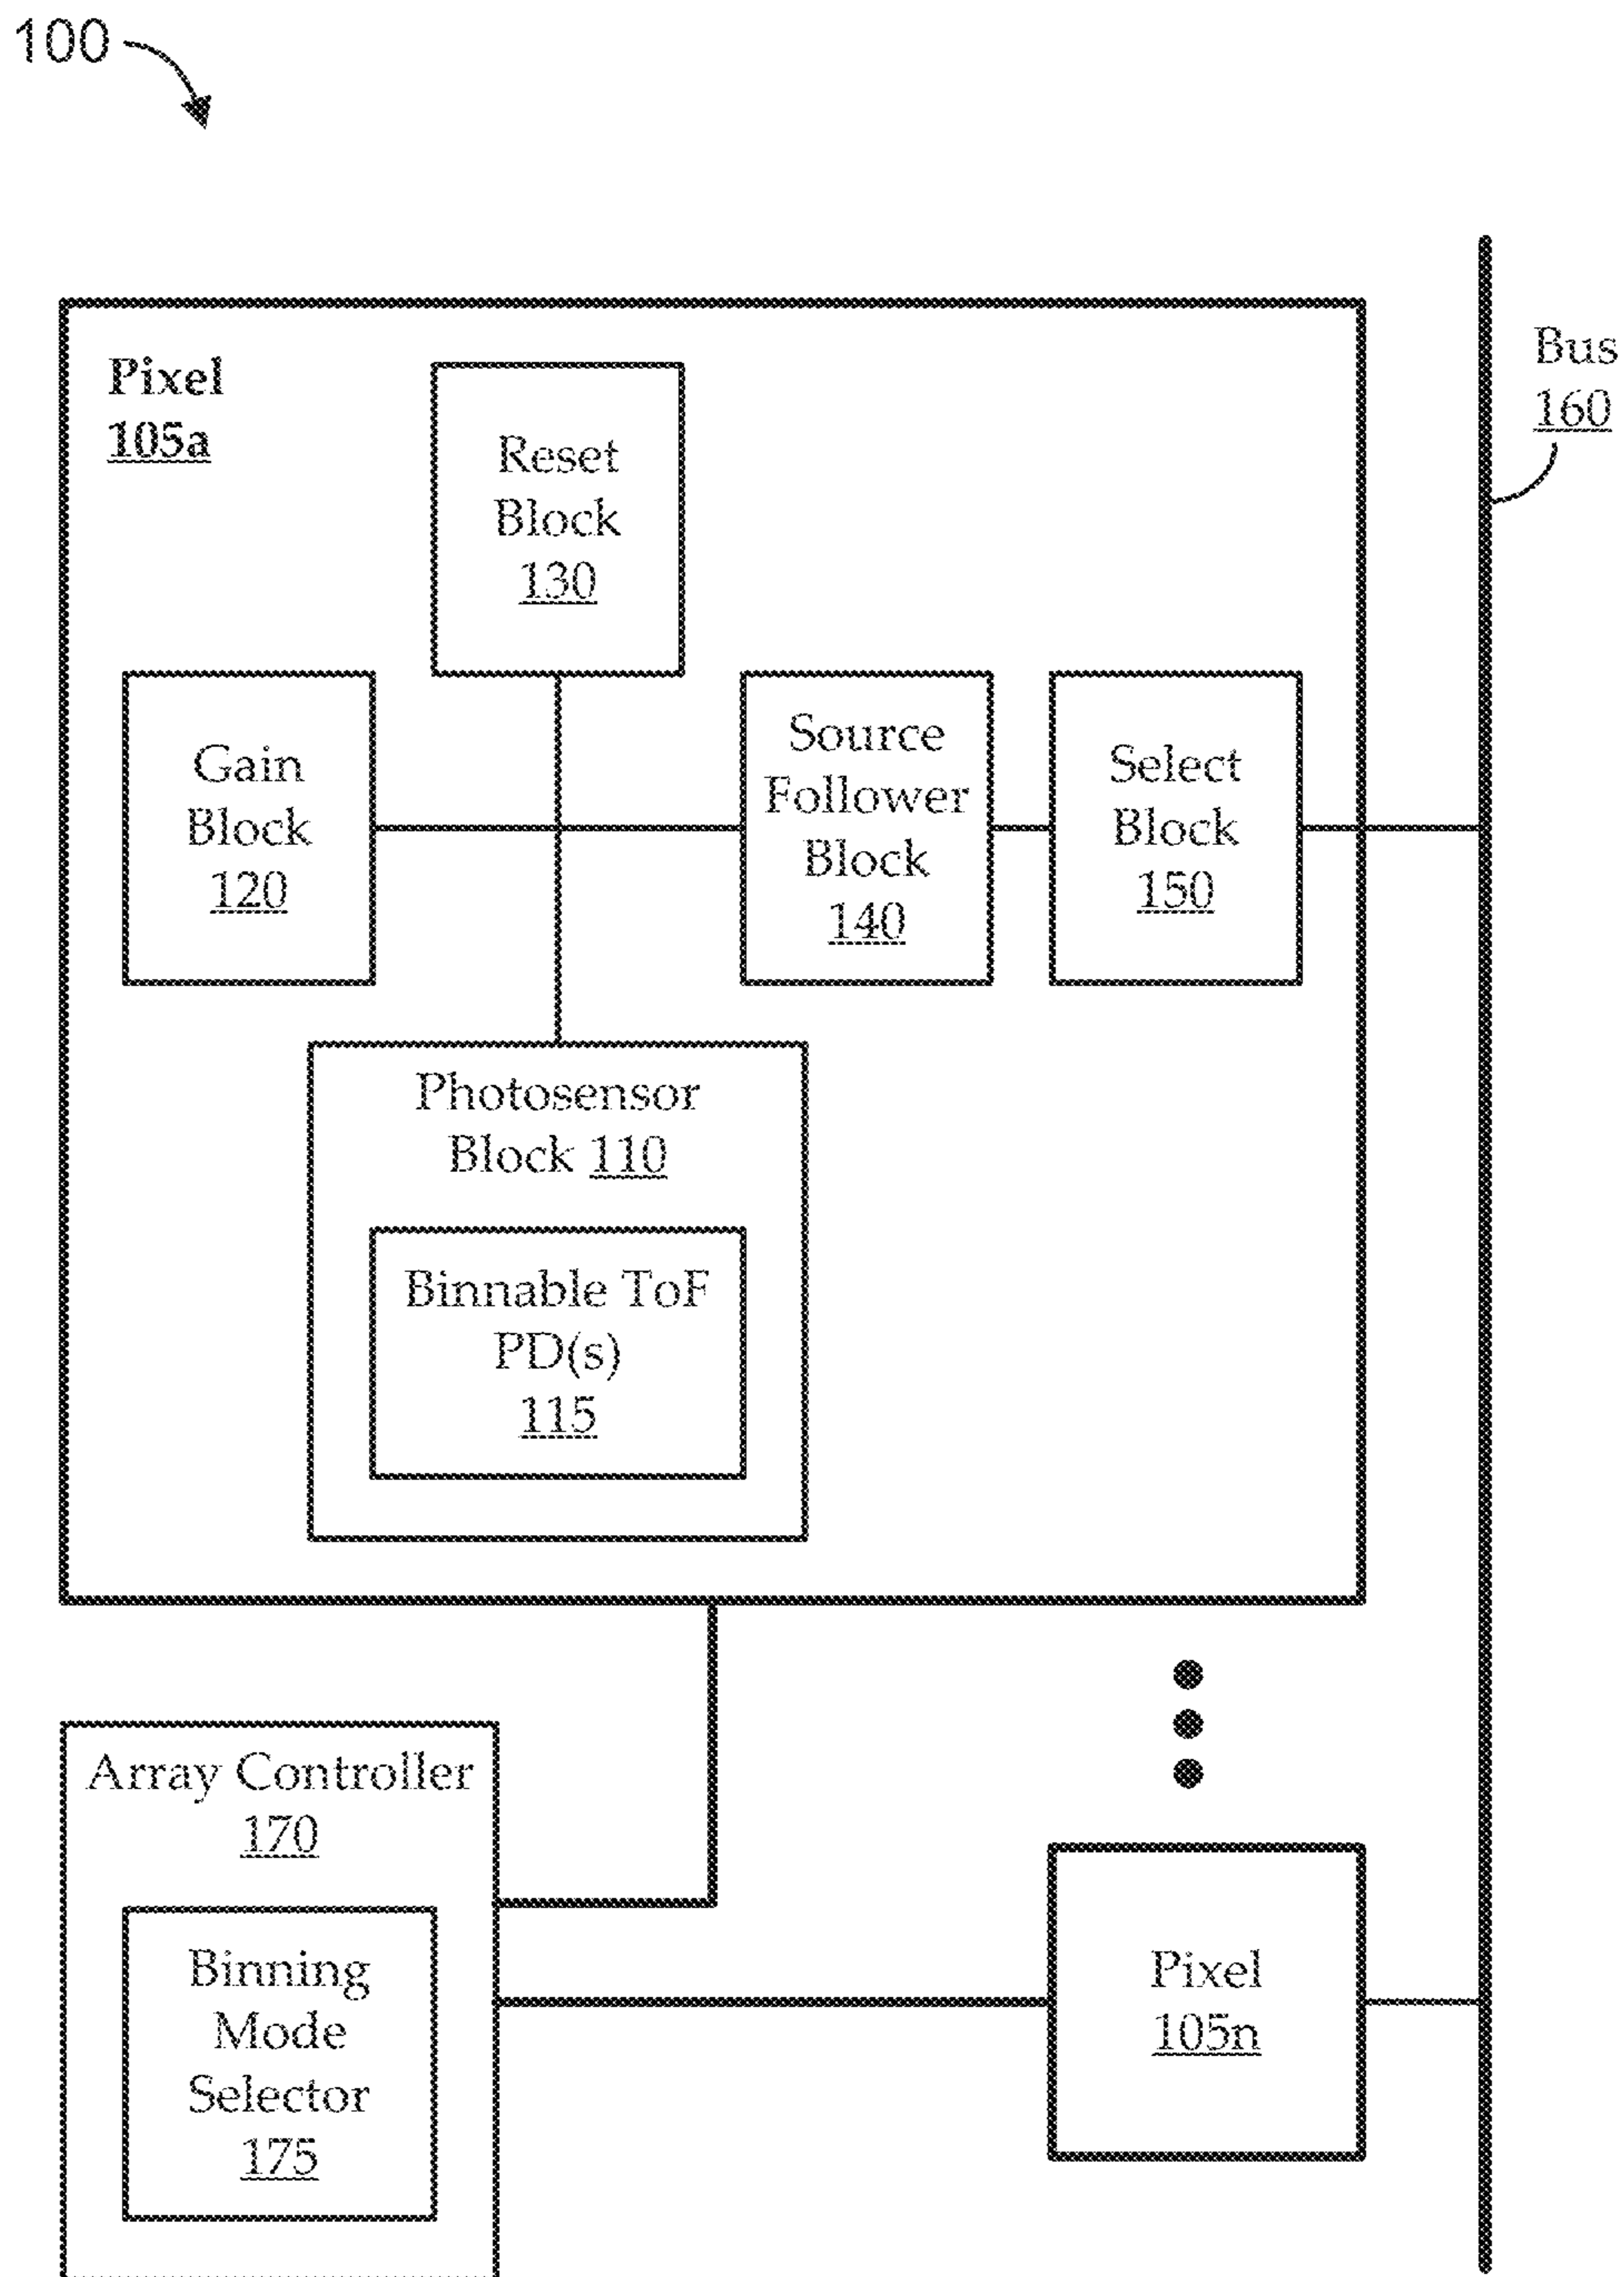 100
Bus
160
Pixel
105a
Reset
Block
130
Gain
Block
120
Source
Follower
Block
140
Select
Block
150
Photosensor
Block 110
Binnable ToF
PD(s)
115
Array Controller
170
Binning
Mode
Selector
175
Pixel
105n